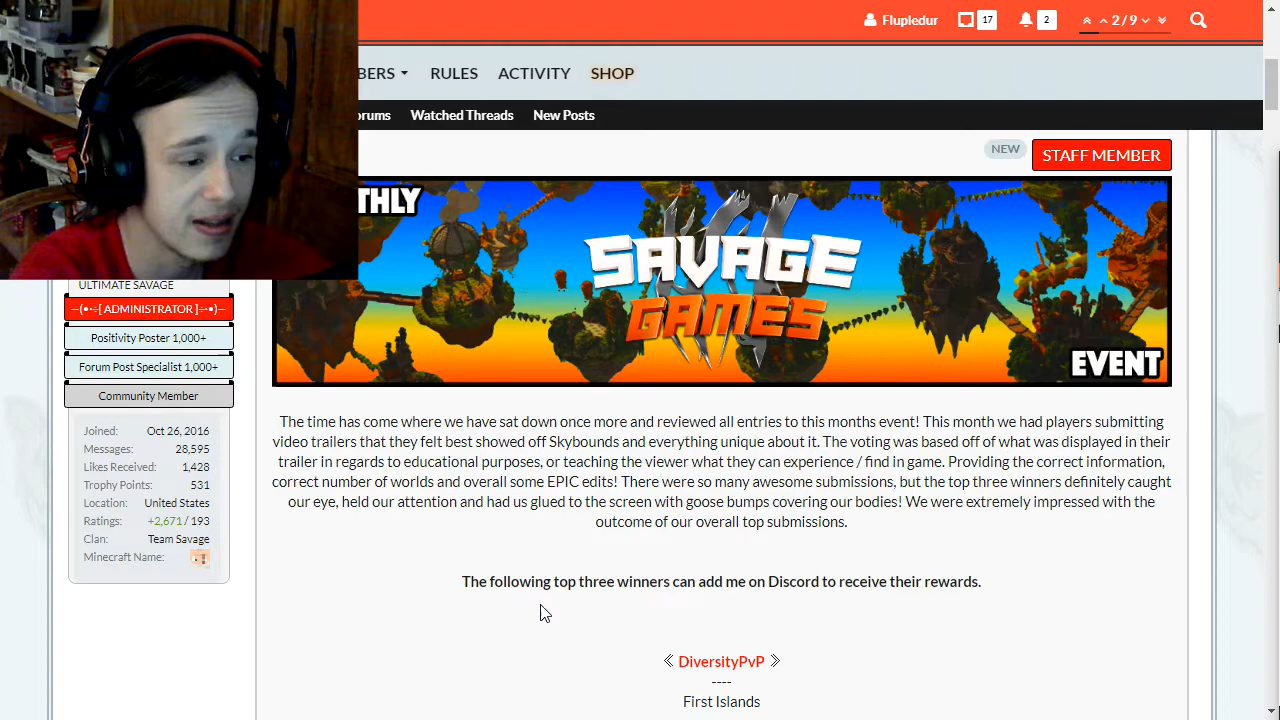 Flupledur 17 2 2/9
BERS RULES ACTIVITY SHOP
orums Watched Threads New Posts
NEW STAFF MEMBER
THLY
SAVAGE
GAMES
EVENT
ULTIMATE SAVAGE
—(•·÷[ ADMINISTRATOR ]÷·•)—
Positivity Poster 1,000+
Forum Post Specialist 1,000+
Community Member
Joined: Oct 26, 2016
Messages: 28,595
Likes Received: 1,428
Trophy Points: 531
Location: United States
Ratings: +2,671 / 193
Clan: Team Savage
Minecraft Name:
The time has come where we have sat down once more and reviewed all entries to this months event! This month we had players submitting
video trailers that they felt best showed off Skybounds and everything unique about it. The voting was based off of what was displayed in their
trailer in regards to educational purposes, or teaching the viewer what they can experience / find in game. Providing the correct information,
correct number of worlds and overall some EPIC edits! There were so many awesome submissions, but the top three winners definitely caught
our eye, held our attention and had us glued to the screen with goose bumps covering our bodies! We were extremely impressed with the
outcome of our overall top submissions.
The following top three winners can add me on Discord to receive their rewards.
« DiversityPvP »
----
First Islands